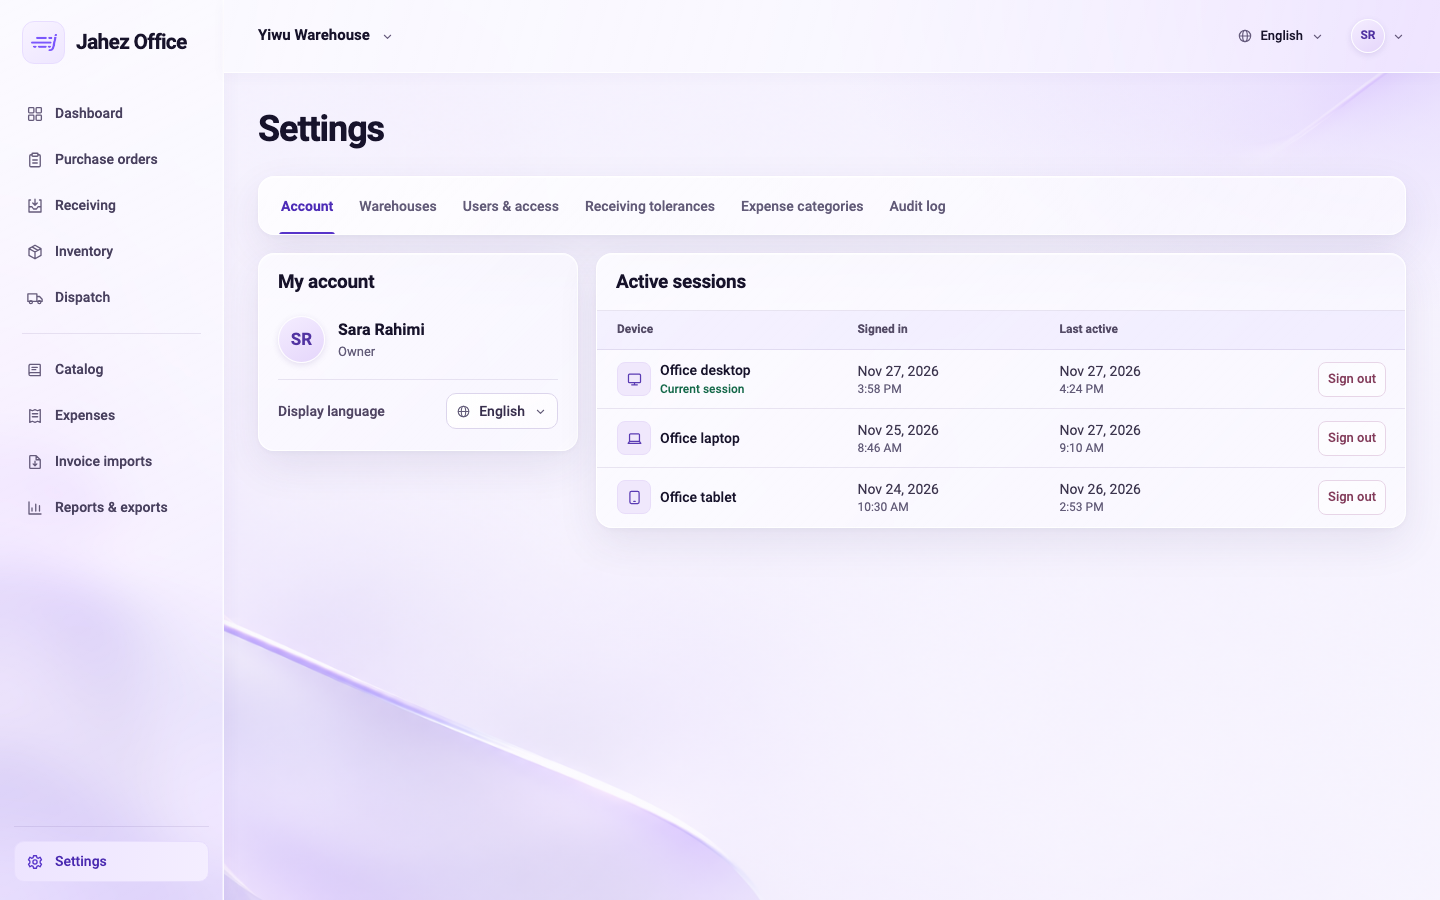 Jahez Office
Yiwu Warehouse
English
SR
Dashboard
Purchase orders
Receiving
Inventory
Dispatch
Catalog
Expenses
Invoice imports
Reports & exports
Settings
Settings
Account Warehouses Users & access Receiving tolerances Expense categories Audit log
My account
SR
Sara Rahimi
Owner
Display language English
Active sessions
Device Signed in Last active
Office desktop Nov 27, 2026 Nov 27, 2026 Sign out
Current session 3:58 PM 4:24 PM
Office laptop Nov 25, 2026 Nov 27, 2026 Sign out
8:46 AM 9:10 AM
Office tablet Nov 24, 2026 Nov 26, 2026 Sign out
10:30 AM 2:53 PM